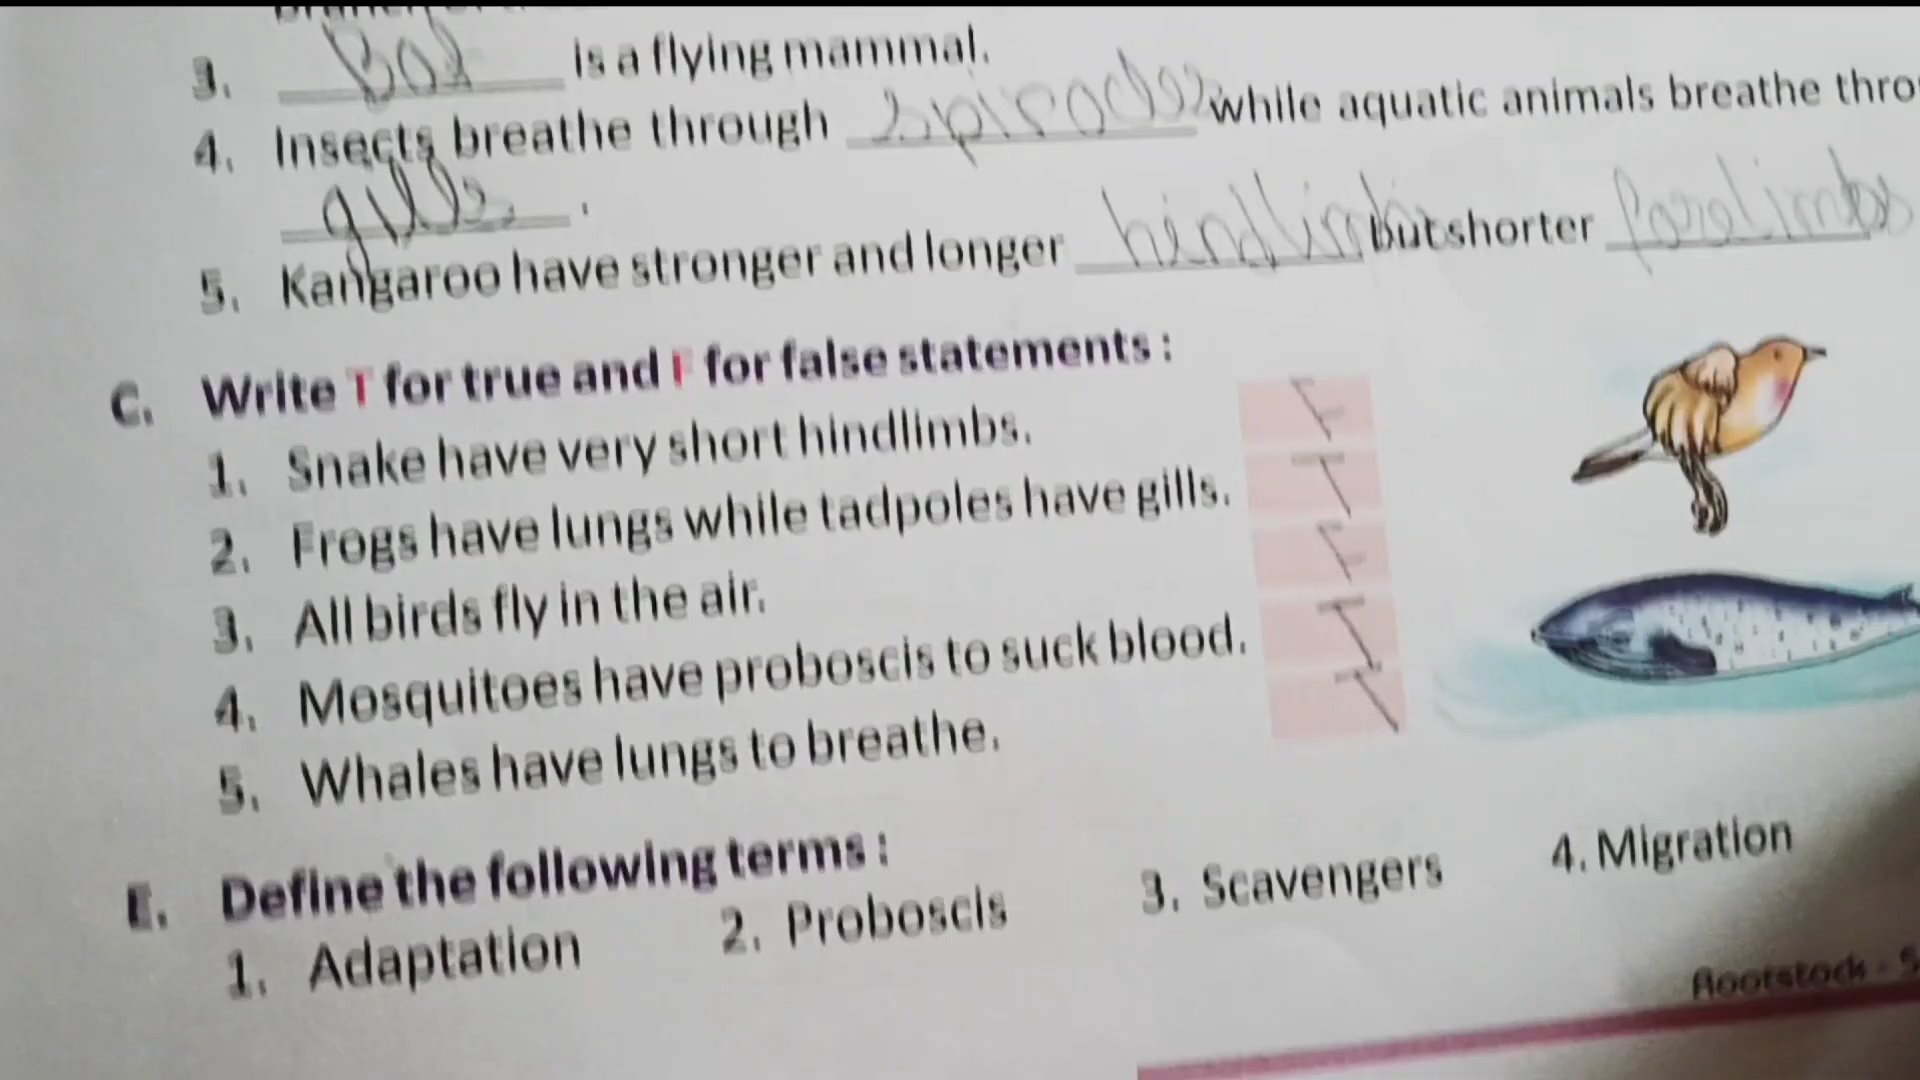 3. Bat is a flying mammal.
4. Insects breathe through spiracles while aquatic animals breathe thro
gills.
5. Kangaroo have stronger and longer hindlimbs but shorter forelimbs
C. Write T for true and F for false statements :
1. Snake have very short hindlimbs. F
2. Frogs have lungs while tadpoles have gills. T
3. All birds fly in the air. F
4. Mosquitoes have proboscis to suck blood. T
5. Whales have lungs to breathe. T
E. Define the following terms :
1. Adaptation 2. Proboscis 3. Scavengers 4. Migration
Rootstock - 5